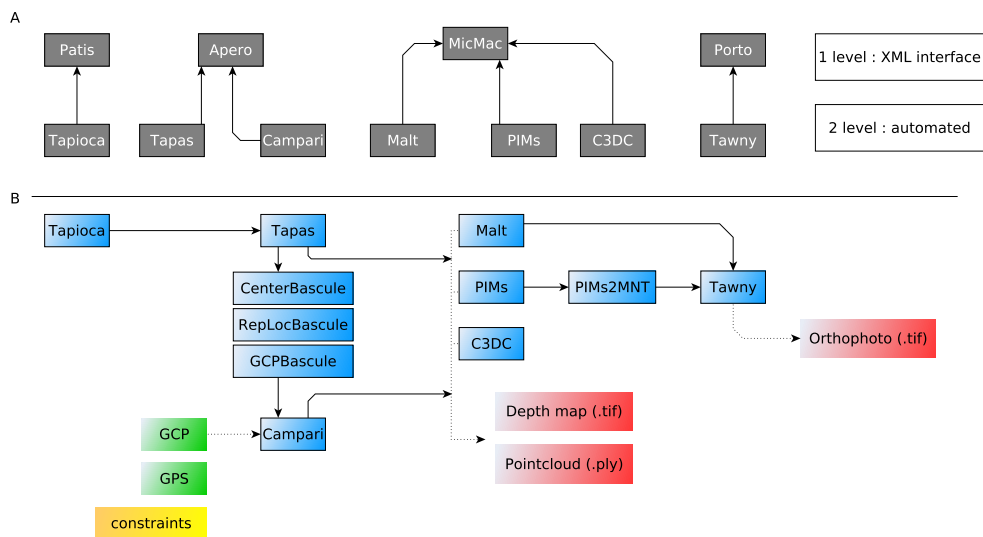 A
Patis
Apero
MicMac
Porto
1 level : XML interface
Tapioca
Tapas
Campari
Malt
PIMs
C3DC
Tawny
2 level : automated
B
Tapioca
Tapas
Malt
CenterBascule
PIMs
PIMs2MNT
Tawny
RepLocBascule
Orthophoto (.tif)
GCPBascule
C3DC
Depth map (.tif)
GCP
Campari
Pointcloud (.ply)
GPS
constraints